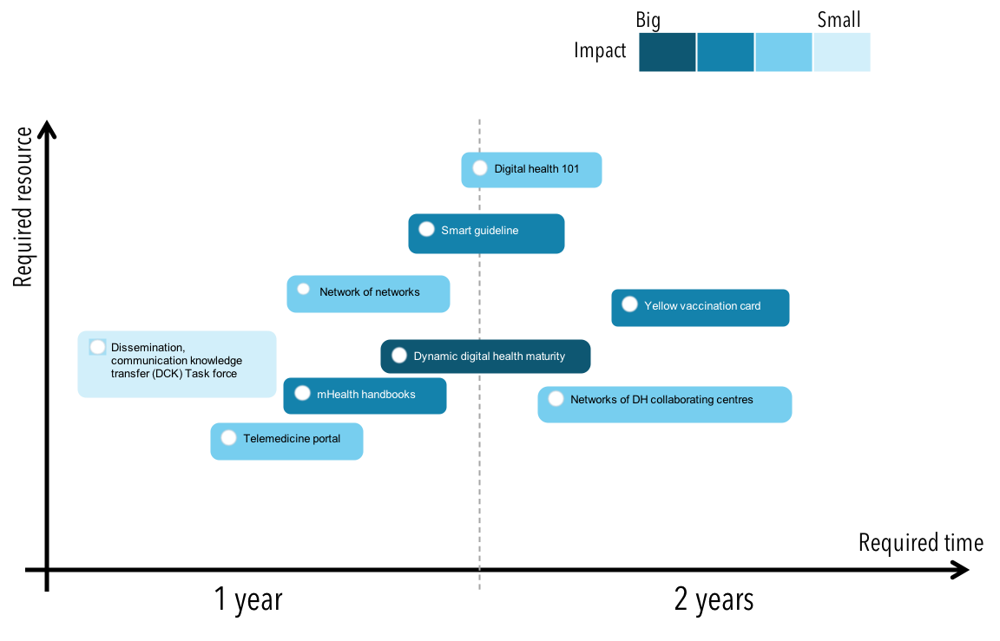 Big
Small
Impact
Required resource
Digital health 101
Smart guideline
Network of networks
Yellow vaccination card
Dissemination,
communication knowledge
transfer (DCK) Task force
Dynamic digital health maturity
mHealth handbooks
Networks of DH collaborating centres
Telemedicine portal
Required time
1 year
2 years